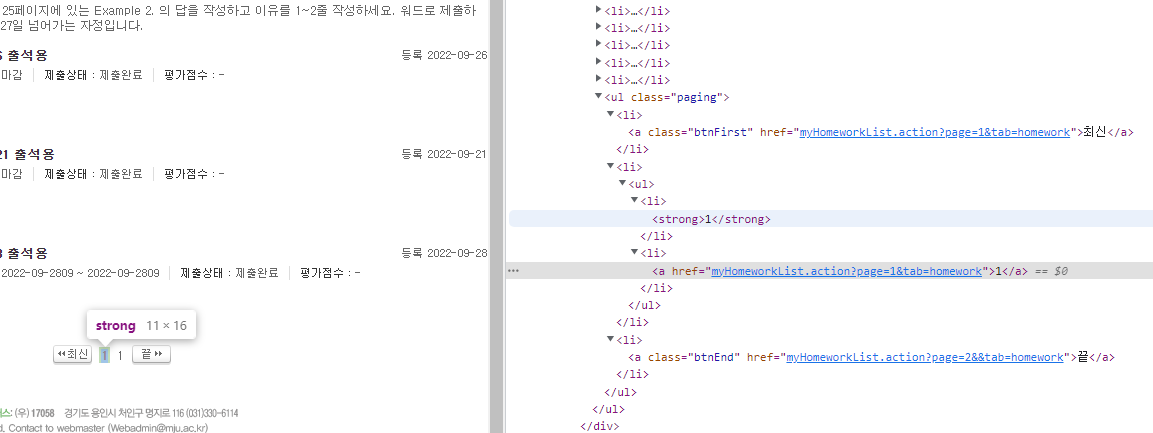 25페이지에 있는 Example 2. 의 답을 작성하고 이유를 1~2줄 작성하세요. 워드로 제출하
27일 넘어가는 자정입니다.
6 출석용
등록 2022-09-26
마감 제출상태 : 제출완료 평가점수 : -
21 출석용
등록 2022-09-21
마감 제출상태 : 제출완료 평가점수 : -
출석용
등록 2022-09-28
2022-09-2809 ~ 2022-09-2809 제출상태 : 제출완료 평가점수 : -
strong 11 × 16
최신 1 1 끝
(우) 17058 경기도 용인시 처인구 명지로 116 (031)330-6114
d. Contact to webmaster (Webadmin@mju.ac.kr)
<li>…</li>
<li>…</li>
<li>…</li>
<li>…</li>
<li>…</li>
<ul class="paging">
<li>
<a class="btnFirst" href="myHomeworkList.action?page=1&tab=homework">최신</a>
</li>
<li>
<ul>
<li>
<strong>1</strong>
</li>
<li>
<a href="myHomeworkList.action?page=1&tab=homework">1</a> == $0
</li>
</ul>
</li>
<li>
<a class="btnEnd" href="myHomeworkList.action?page=2&&tab=homework">끝</a>
</li>
</ul>
</ul>
</div>